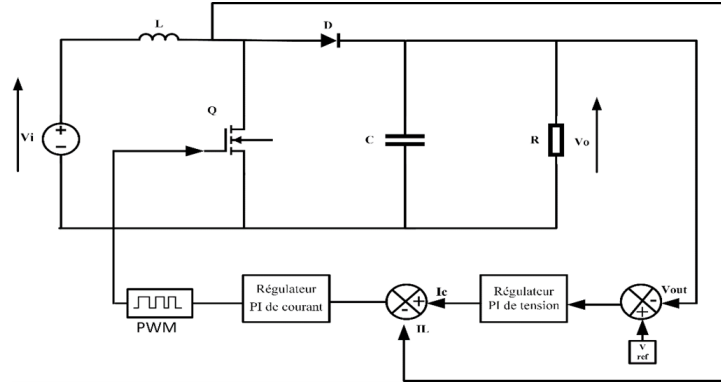 L
D
Q
Vi
C
R
Vo
Régulateur
PI de courant
Ic
IL
Régulateur
PI de tension
Vout
V
ref
PWM